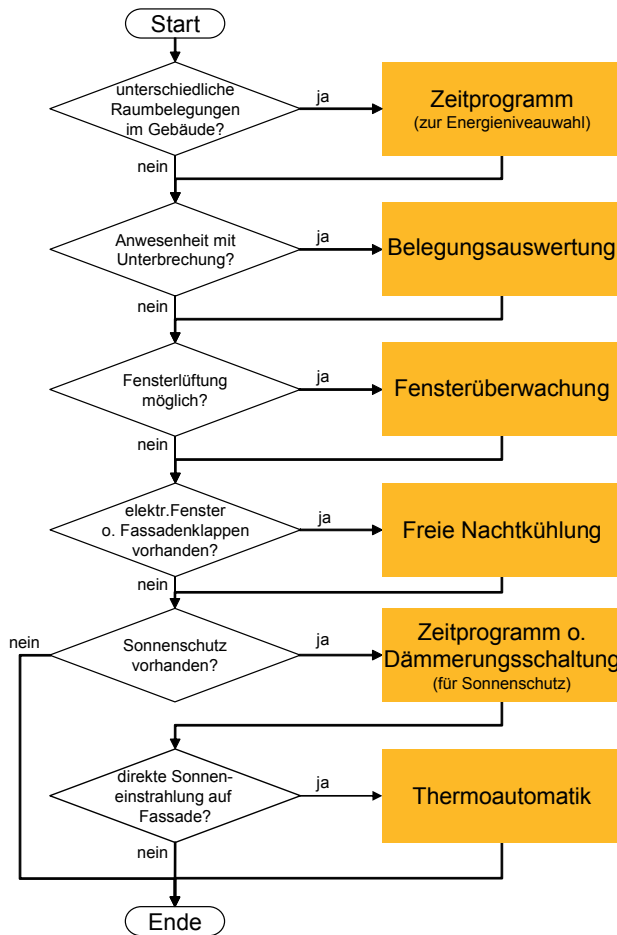 Start
unterschiedliche
Raumbelegungen
im Gebäude?
ja
Zeitprogramm
(zur Energieniveauwahl)
nein
Anwesenheit mit
Unterbrechung?
ja
Belegungsauswertung
nein
Fensterlüftung
möglich?
ja
Fensterüberwachung
nein
elektr.Fenster
o. Fassadenklappen
vorhanden?
ja
Freie Nachtkühlung
nein
nein
Sonnenschutz
vorhanden?
ja
Zeitprogramm o.
Dämmerungsschaltung
(für Sonnenschutz)
direkte Sonnen-
einstrahlung auf
Fassade?
ja
Thermoautomatik
nein
Ende